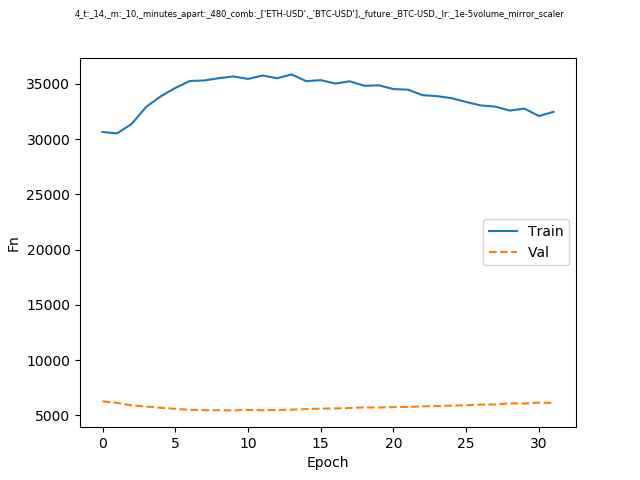 4_t:_14,_m:_10,_minutes_apart:_480_comb:_['ETH-USD',_'BTC-USD'],_future:_BTC-USD,_lr:_1e-5volume_mirror_scaler
35000
30000
25000
20000
15000
10000
5000
Fn
Train
Val
0 5 10 15 20 25 30
Epoch